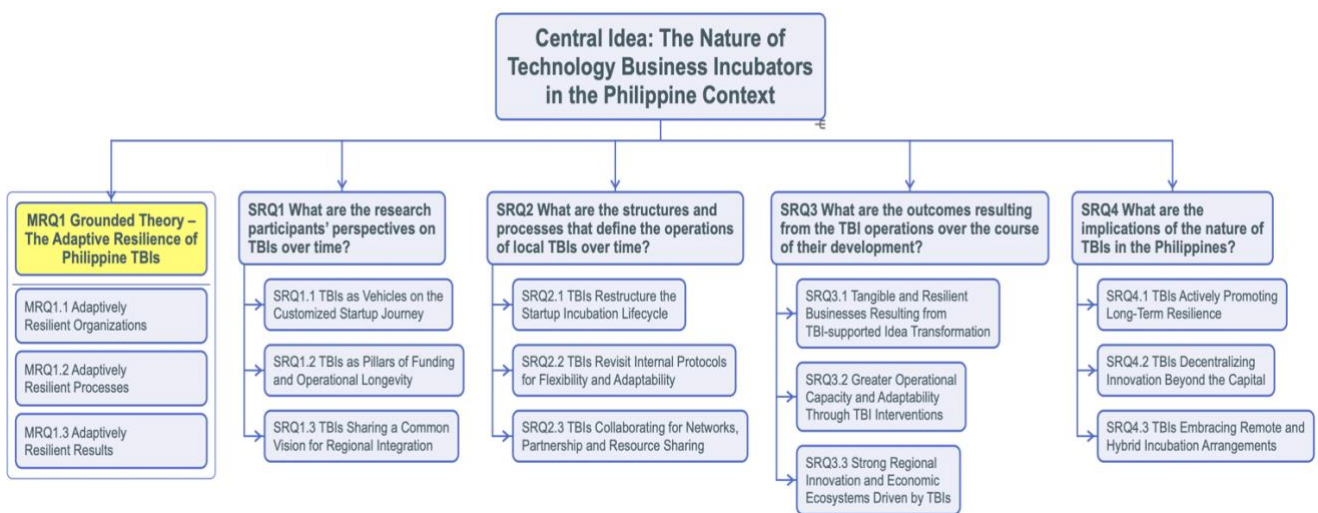 Central Idea: The Nature of
Technology Business Incubators
in the Philippine Context
MRQ1 Grounded Theory –
The Adaptive Resilience of
Philippine TBIs
MRQ1.1 Adaptively
Resilient Organizations
MRQ1.2 Adaptively
Resilient Processes
MRQ1.3 Adaptively
Resilient Results
SRQ1 What are the research
participants’ perspectives on
TBIs over time?
SRQ1.1 TBIs as Vehicles on the
Customized Startup Journey
SRQ1.2 TBIs as Pillars of Funding
and Operational Longevity
SRQ1.3 TBIs Sharing a Common
Vision for Regional Integration
SRQ2 What are the structures and
processes that define the operations
of local TBIs over time?
SRQ2.1 TBIs Restructure the
Startup Incubation Lifecycle
SRQ2.2 TBIs Revisit Internal Protocols
for Flexibility and Adaptability
SRQ2.3 TBIs Collaborating for Networks,
Partnership and Resource Sharing
SRQ3 What are the outcomes resulting
from the TBI operations over the course
of their development?
SRQ3.1 Tangible and Resilient
Businesses Resulting from
TBI-supported Idea Transformation
SRQ3.2 Greater Operational
Capacity and Adaptability
Through TBI Interventions
SRQ3.3 Strong Regional
Innovation and Economic
Ecosystems Driven by TBIs
SRQ4 What are the
implications of the nature of
TBIs in the Philippines?
SRQ4.1 TBIs Actively Promoting
Long-Term Resilience
SRQ4.2 TBIs Decentralizing
Innovation Beyond the Capital
SRQ4.3 TBIs Embracing Remote and
Hybrid Incubation Arrangements